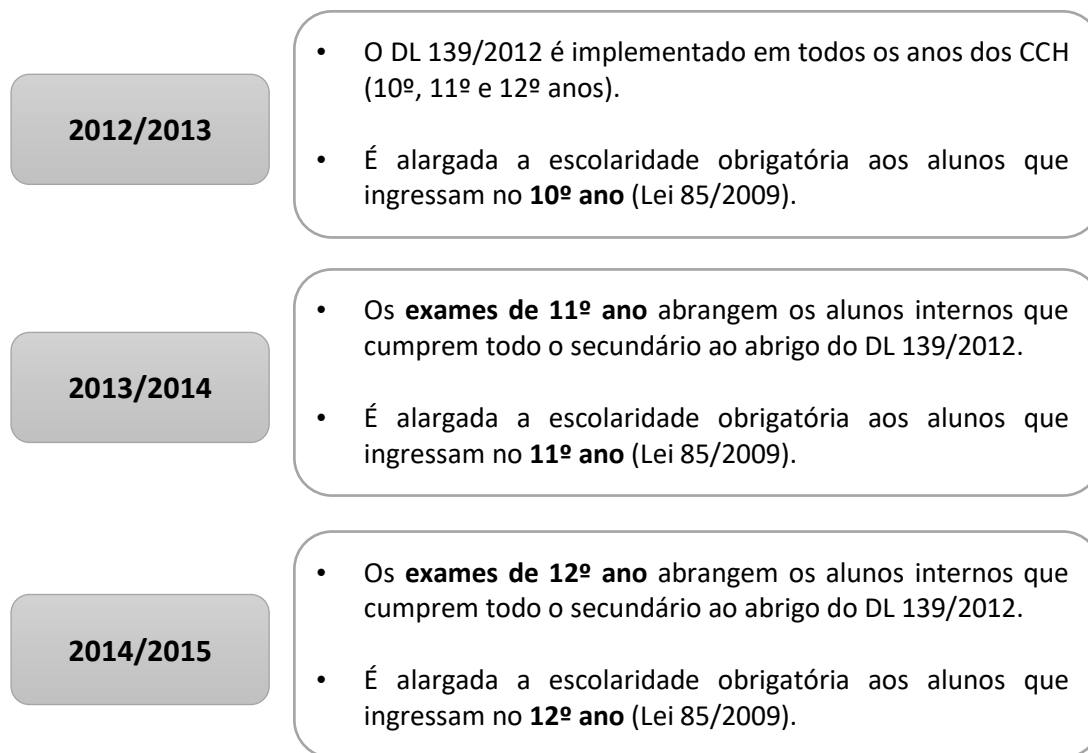 2012/2013
• O DL 139/2012 é implementado em todos os anos dos CCH
(10º, 11º e 12º anos).
• É alargada a escolaridade obrigatória aos alunos que
ingressam no 10º ano (Lei 85/2009).
2013/2014
• Os exames de 11º ano abrangem os alunos internos que
cumprem todo o secundário ao abrigo do DL 139/2012.
• É alargada a escolaridade obrigatória aos alunos que
ingressam no 11º ano (Lei 85/2009).
2014/2015
• Os exames de 12º ano abrangem os alunos internos que
cumprem todo o secundário ao abrigo do DL 139/2012.
• É alargada a escolaridade obrigatória aos alunos que
ingressam no 12º ano (Lei 85/2009).